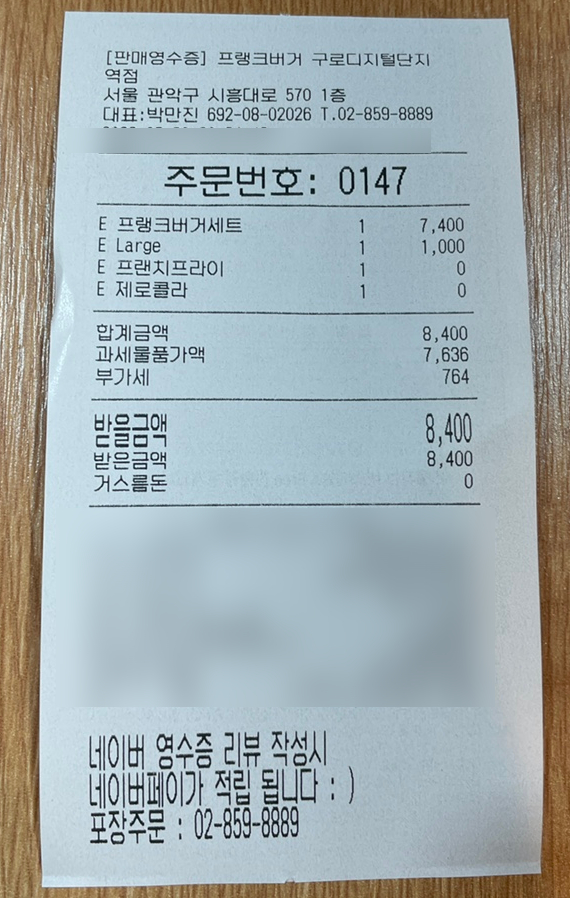 [판매영수증] 프랭크버거 구로디지털단지
역점
서울 관악구 시흥대로 570 1층
대표:박만진 692-08-02026 T.02-859-8889
주문번호: 0147
E 프랭크버거세트 1 7,400
E Large 1 1,000
E 프랜치프라이 1 0
E 제로콜라 1 0
합계금액 8,400
과세물품가액 7,636
부가세 764
받을금액 8,400
받은금액 8,400
거스름돈 0
네이버 영수증 리뷰 작성시
네이버페이가 적립 됩니다 : )
포장주문 : 02-859-8889